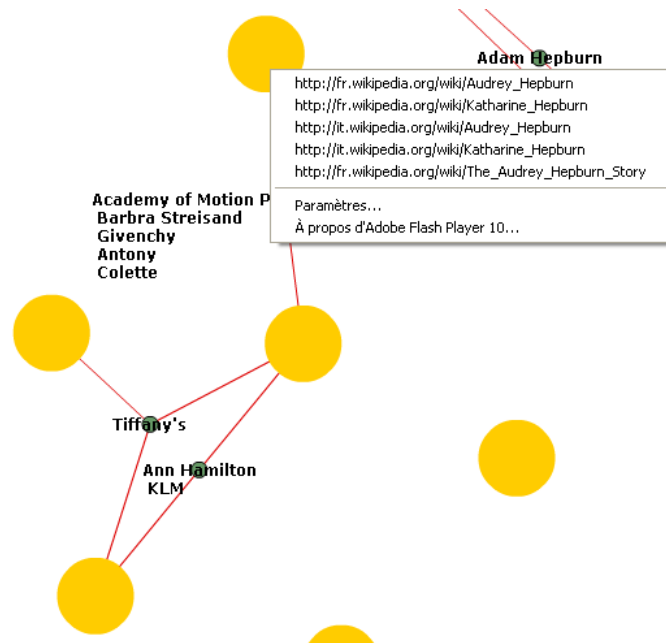 Adam Hepburn
http://fr.wikipedia.org/wiki/Audrey_Hepburn
http://fr.wikipedia.org/wiki/Katharine_Hepburn
http://it.wikipedia.org/wiki/Audrey_Hepburn
http://it.wikipedia.org/wiki/Katharine_Hepburn
http://fr.wikipedia.org/wiki/The_Audrey_Hepburn_Story
Paramètres...
À propos d'Adobe Flash Player 10...
Academy of Motion P
Barbra Streisand
Givenchy
Antony
Colette
Tiffany's
Ann Hamilton
KLM